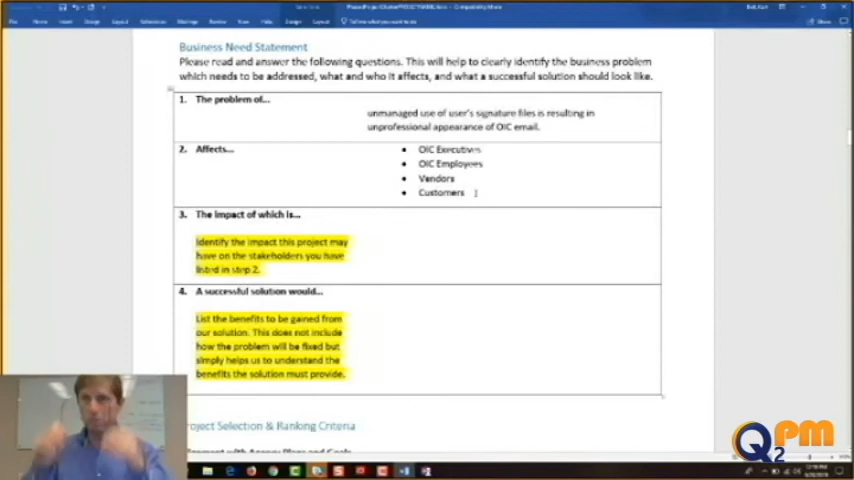 Business Need Statement
Please read and answer the following questions. This will help to clearly identify the business problem
which needs to be addressed, what and who it affects, and what a successful solution should look like.
1. The problem of...
unmanaged use of user's signature files is resulting in
unprofessional appearance of OIC email.
2. Affects...
• OIC Executives
• OIC Employees
• Vendors
• Customers
3. The impact of which is...
Identify the impact this project may
have on the stakeholders you have
listed in step 2.
4. A successful solution would...
List the benefits to be gained from
our solution. This does not include
how the problem will be fixed but
simply helps us to understand the
benefits the solution must provide.
Project Selection & Ranking Criteria
with Agency Plans and Goals
Q2PM